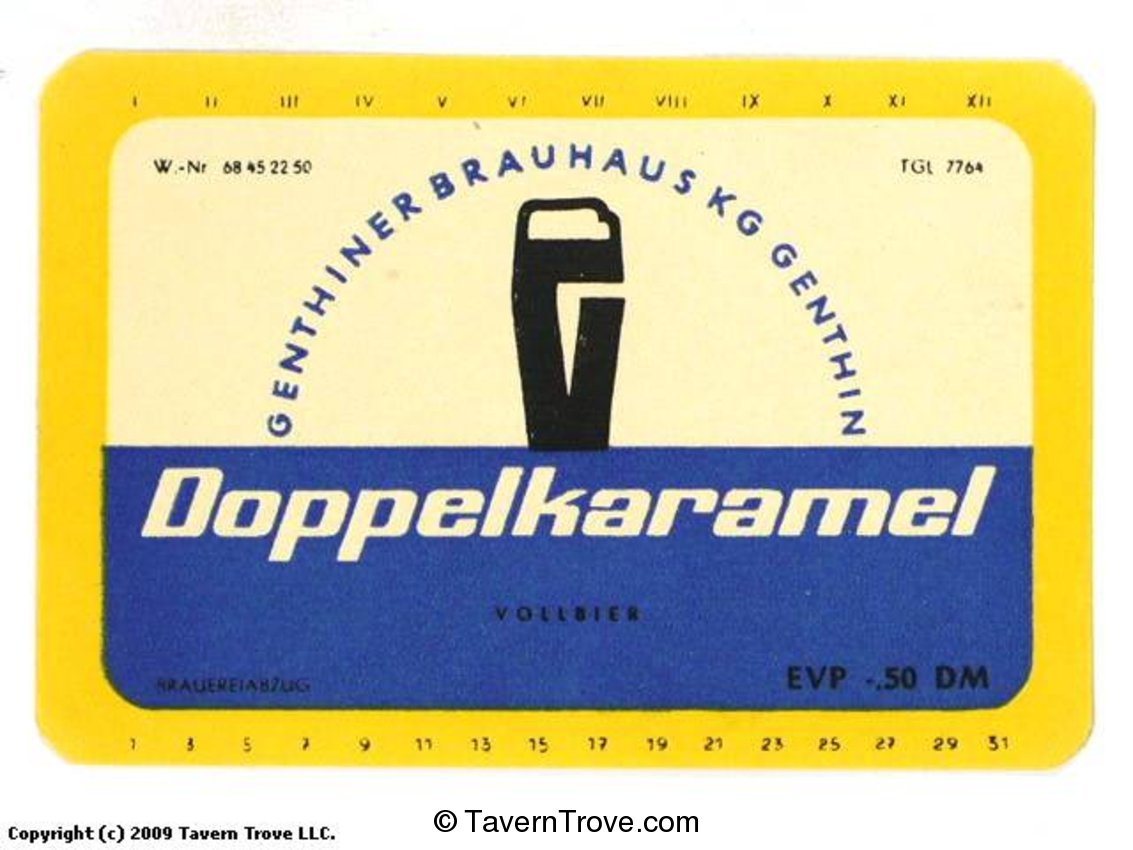 I II III IV V VI VII VIII IX X XI XII
W.-Nr 68 45 22 50
TGL 7764
GENTHINER BRAUHAUS KG GENTHIN
Doppelkaramel
VOLLBIER
BRAUEREIABZUG
EVP -.50 DM
1 3 5 7 9 11 13 15 17 19 21 23 25 27 29 31
Copyright (c) 2009 Tavern Trove LLC.
© TavernTrove.com